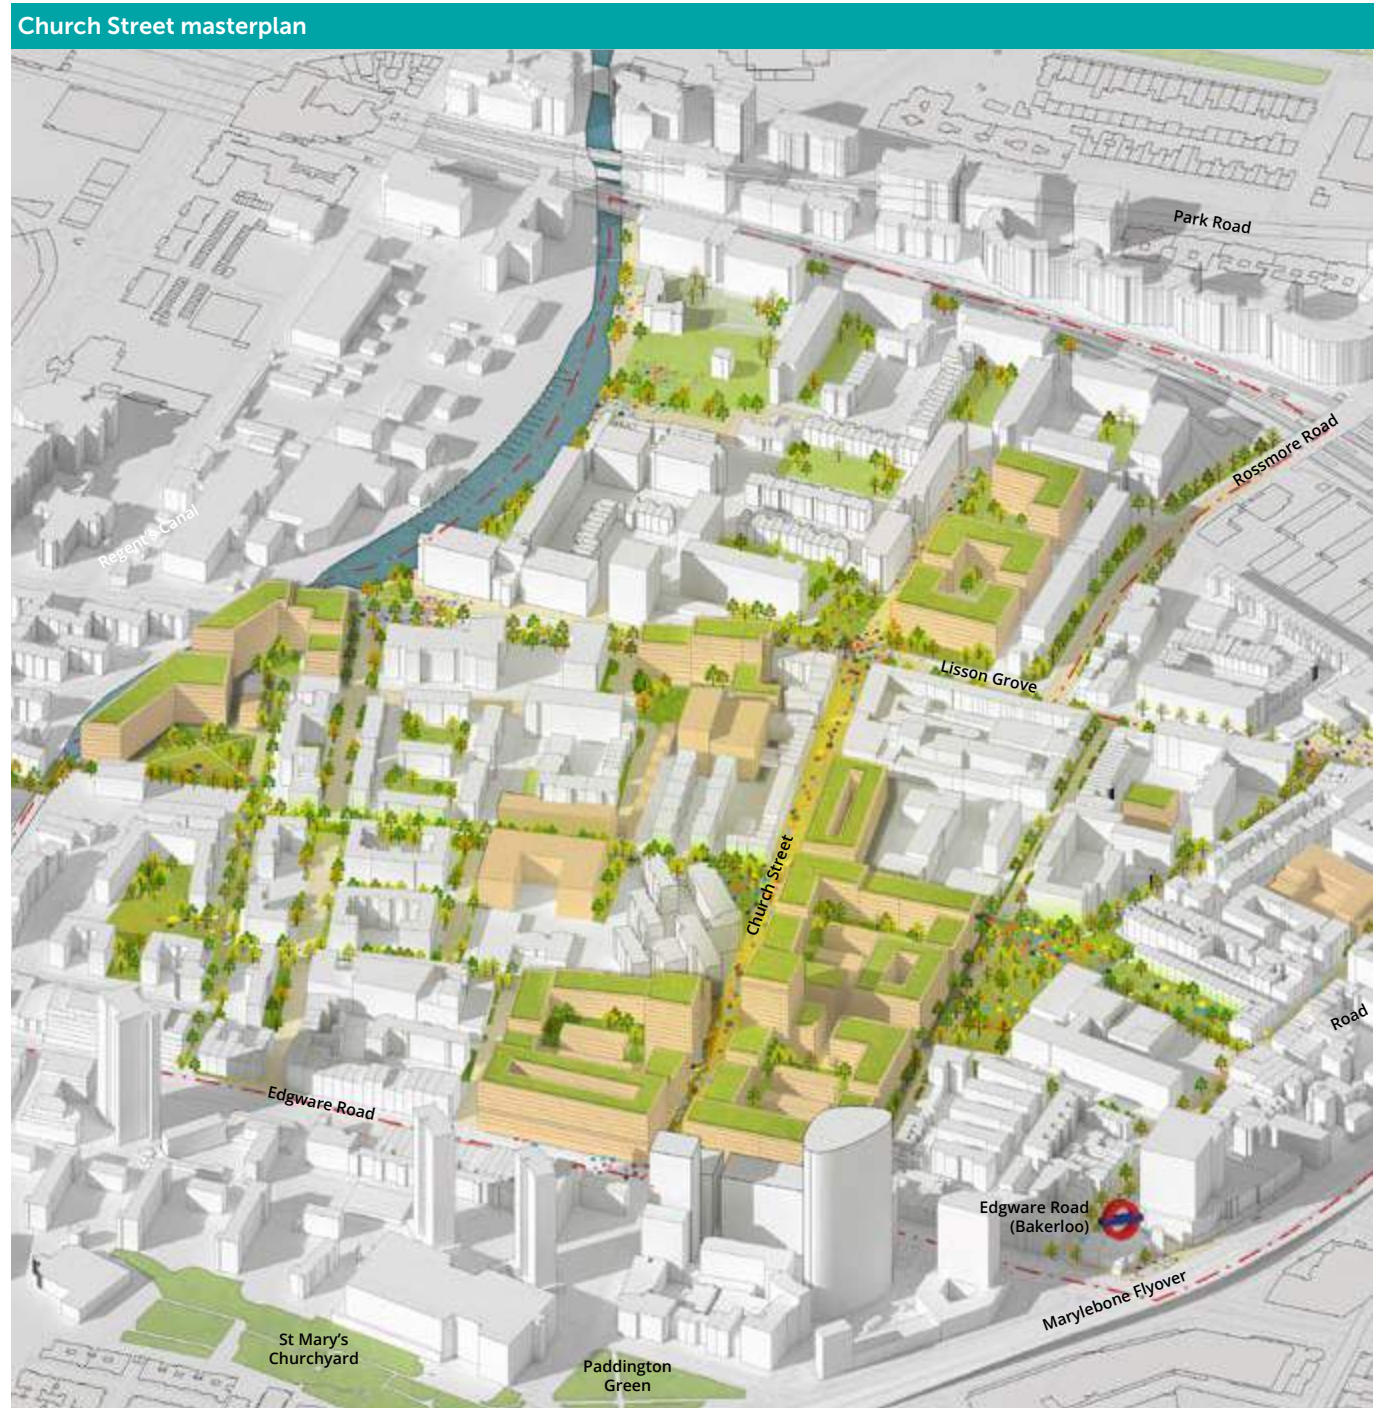 Church Street masterplan
Park Road
Rossmore Road
Regent's Canal
Lisson Grove
Church Street
Road
Edgware Road
Edgware Road
(Bakerloo)
Marylebone Flyover
St Mary's
Churchyard
Paddington
Green